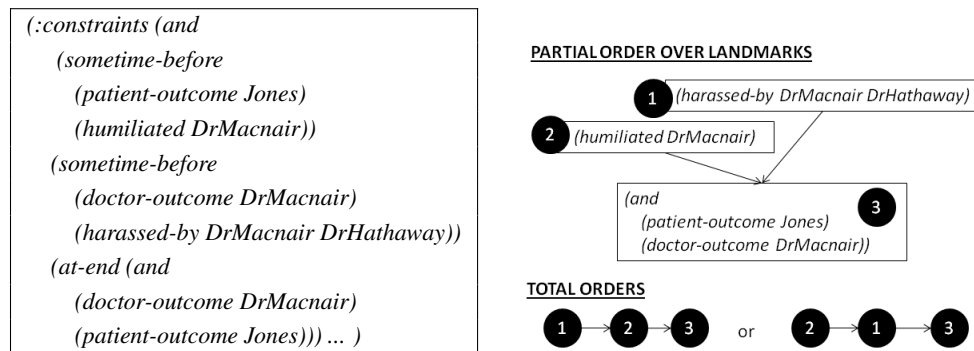 (:constraints (and
(sometime-before
(patient-outcome Jones)
(humiliated DrMacnair))
(sometime-before
(doctor-outcome DrMacnair)
(harassed-by DrMacnair DrHathaway))
(at-end (and
(doctor-outcome DrMacnair)
(patient-outcome Jones))) ... )
PARTIAL ORDER OVER LANDMARKS
1 (harassed-by DrMacnair DrHathaway)
2 (humiliated DrMacnair)
(and 3
(patient-outcome Jones)
(doctor-outcome DrMacnair))
TOTAL ORDERS
1 2 3 or 2 1 3